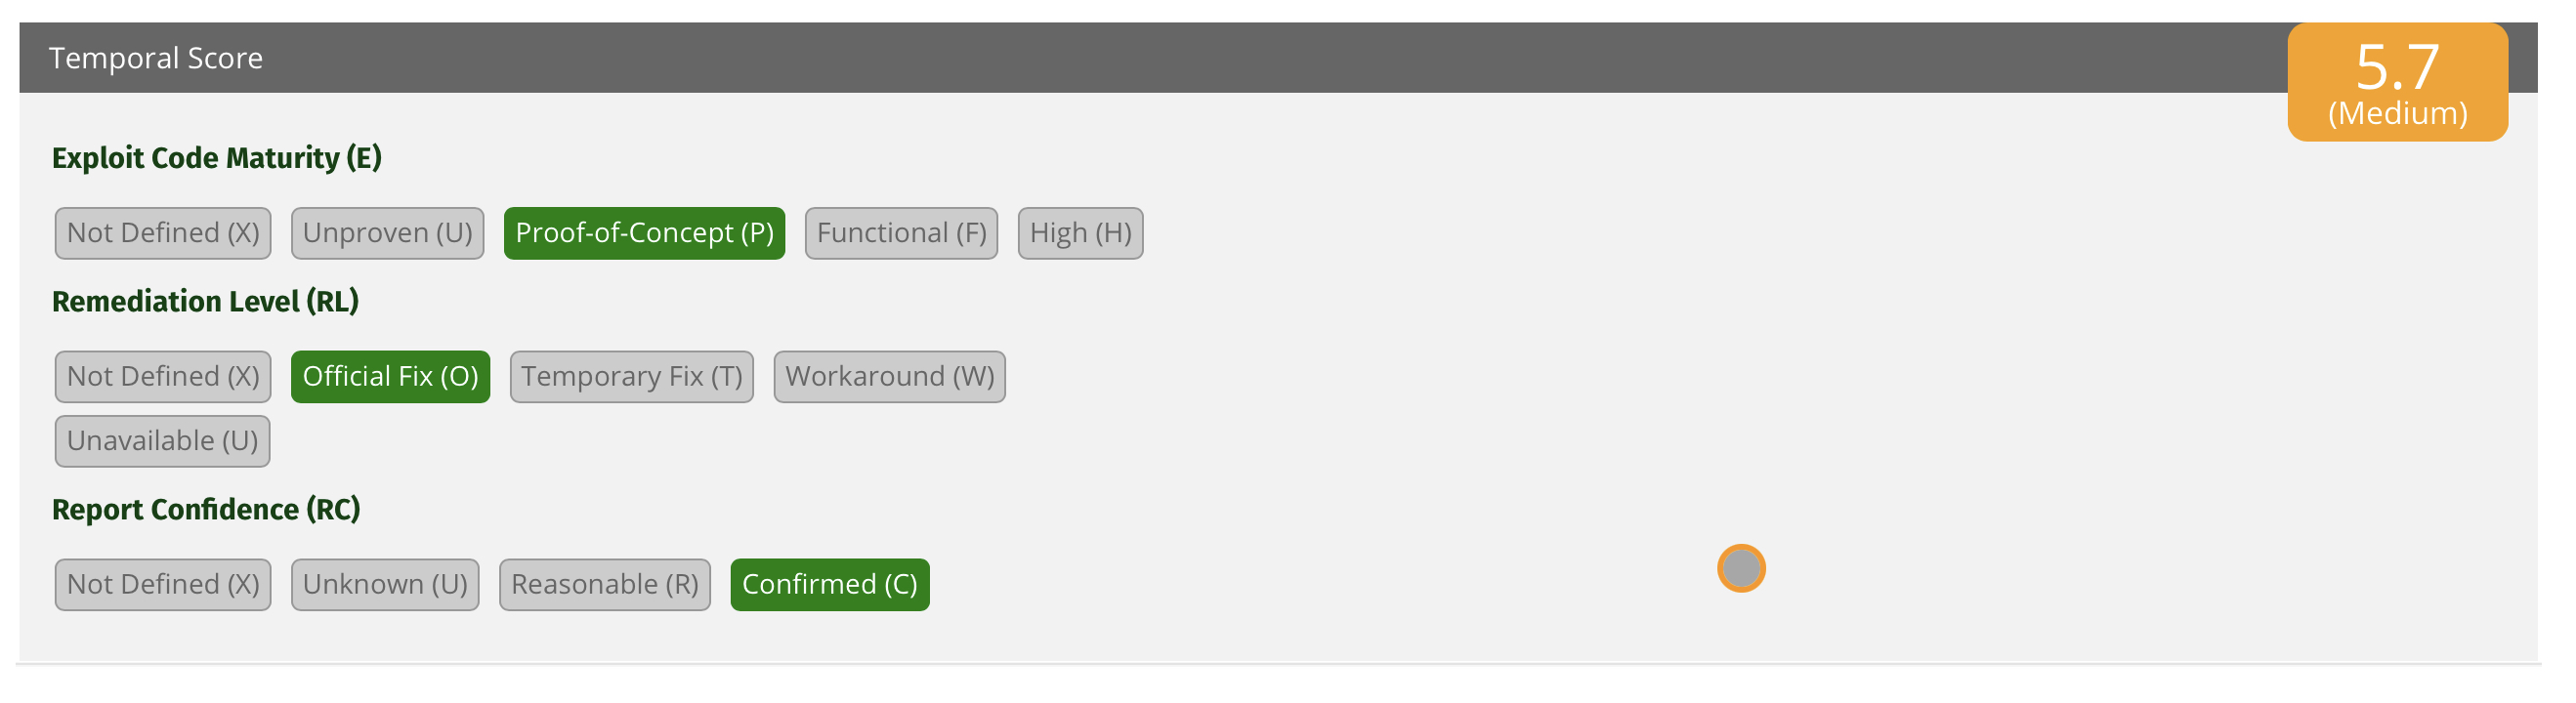 Temporal Score
5.7
(Medium)
Exploit Code Maturity (E)
Not Defined (X) Unproven (U) Proof-of-Concept (P) Functional (F) High (H)
Remediation Level (RL)
Not Defined (X) Official Fix (O) Temporary Fix (T) Workaround (W)
Unavailable (U)
Report Confidence (RC)
Not Defined (X) Unknown (U) Reasonable (R) Confirmed (C)